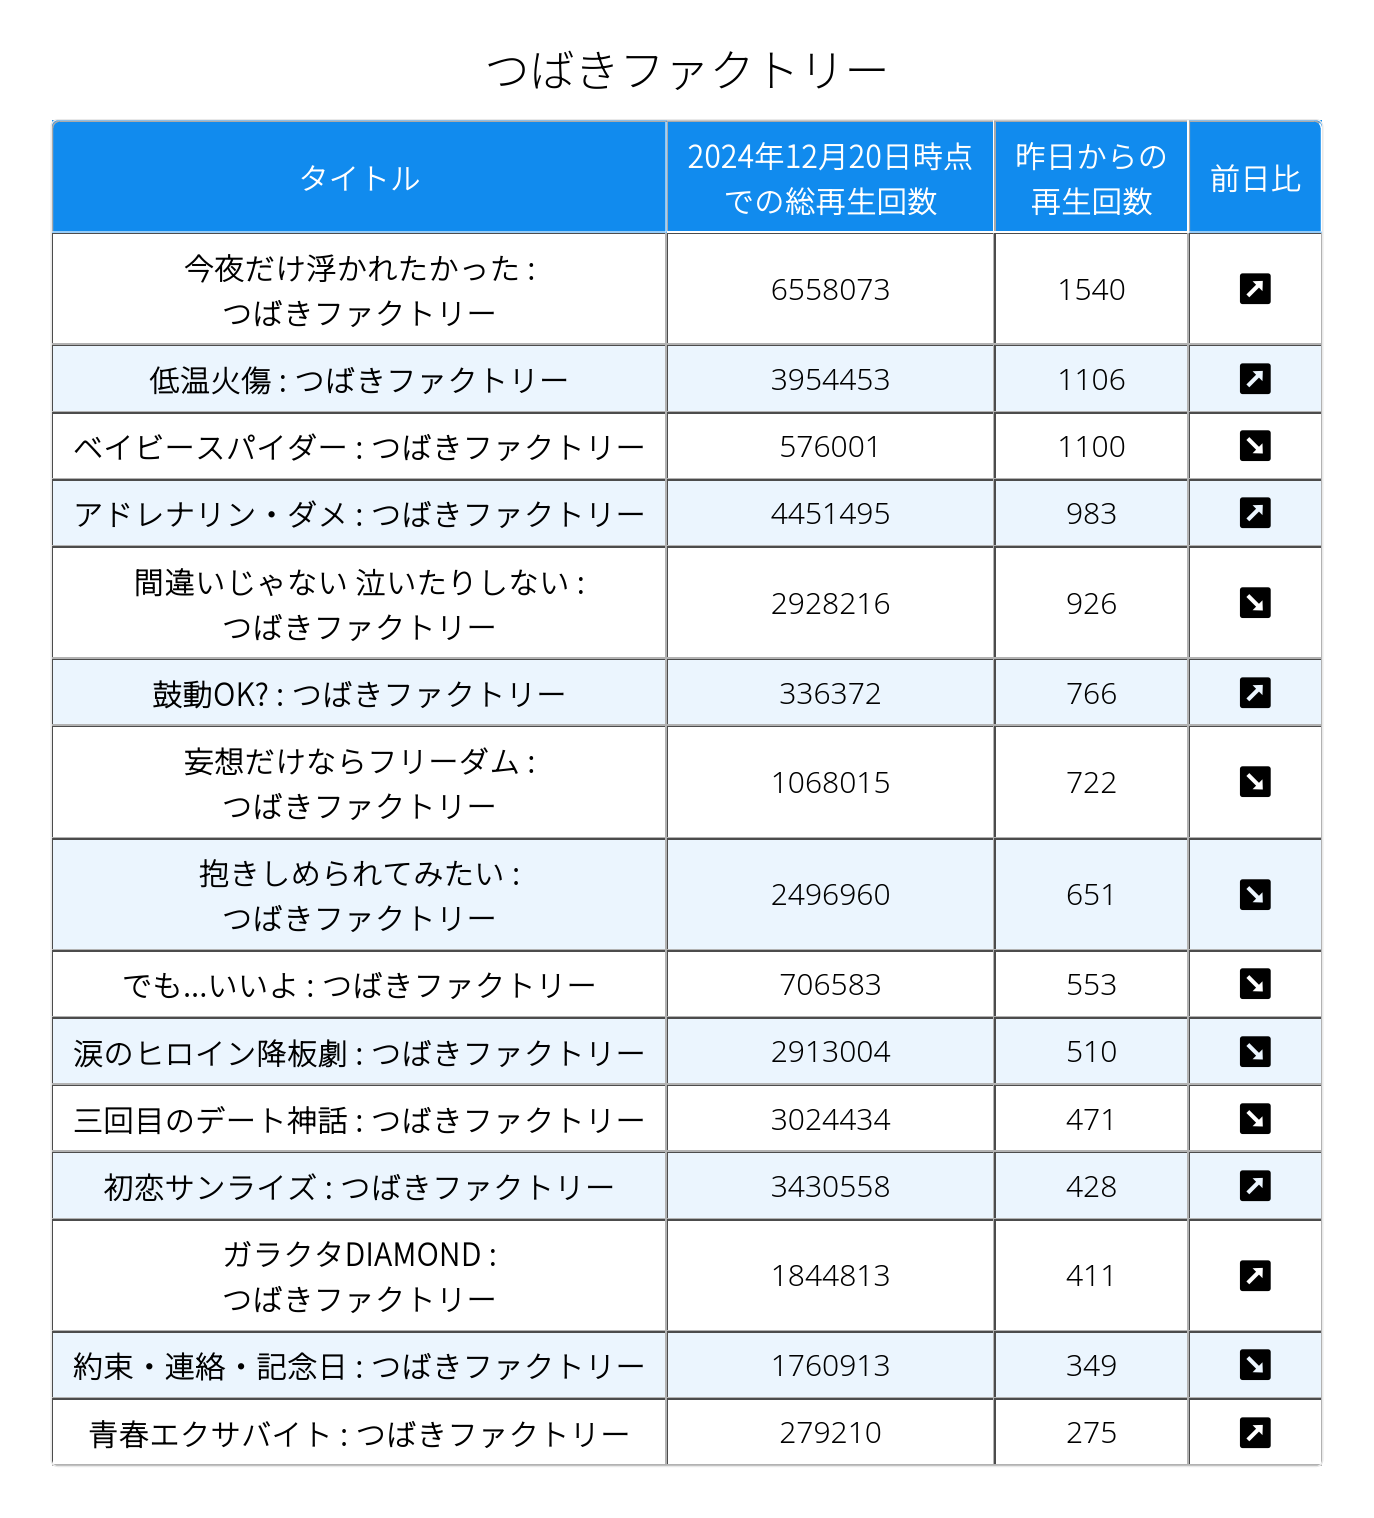 つばきファクトリー
タイトル
2024年12月20日時点
での総再生回数
昨日からの
再生回数
前日比
今夜だけ浮かれたかった :
つばきファクトリー
6558073
1540
低温火傷 : つばきファクトリー
3954453
1106
ベイビースパイダー : つばきファクトリー
576001
1100
アドレナリン・ダメ : つばきファクトリー
4451495
983
間違いじゃない 泣いたりしない :
つばきファクトリー
2928216
926
鼓動OK? : つばきファクトリー
336372
766
妄想だけならフリーダム :
つばきファクトリー
1068015
722
抱きしめられてみたい :
つばきファクトリー
2496960
651
でも...いいよ : つばきファクトリー
706583
553
涙のヒロイン降板劇 : つばきファクトリー
2913004
510
三回目のデート神話 : つばきファクトリー
3024434
471
初恋サンライズ : つばきファクトリー
3430558
428
ガラクタDIAMOND :
つばきファクトリー
1844813
411
約束・連絡・記念日 : つばきファクトリー
1760913
349
青春エクサバイト : つばきファクトリー
279210
275